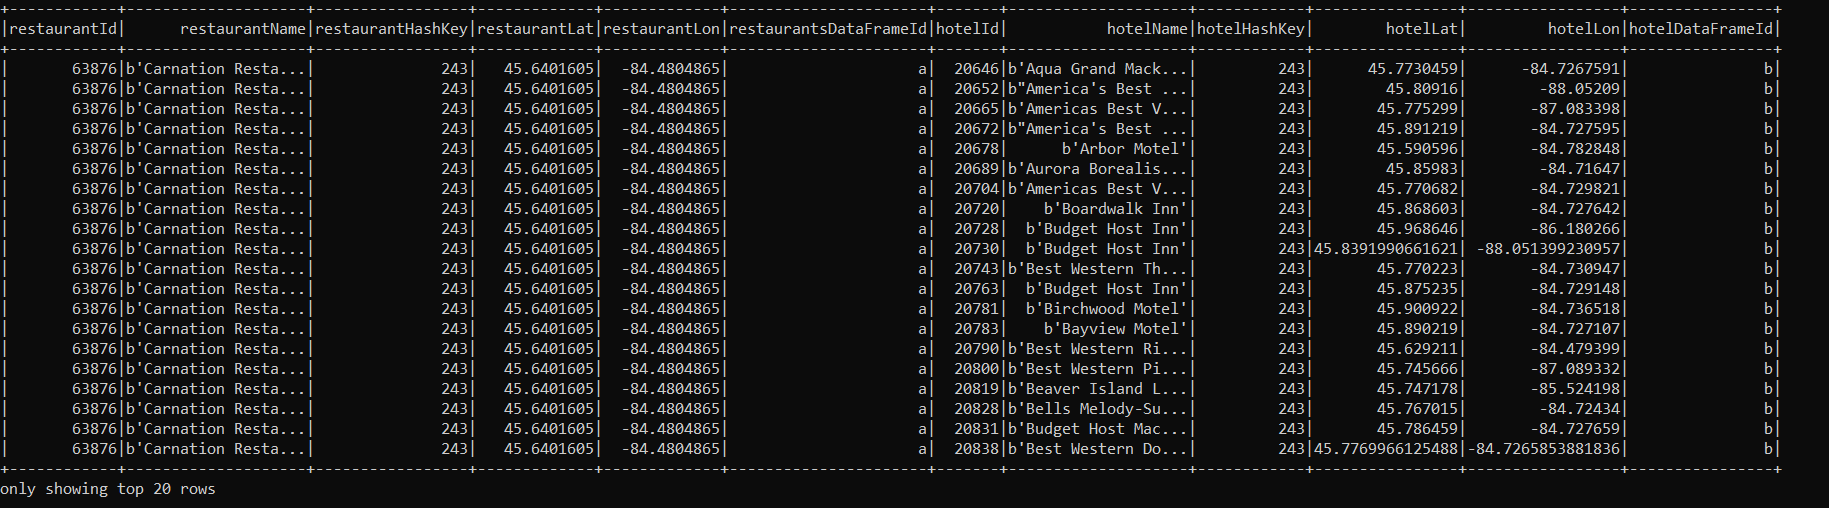 +------------+--------------------+-----------------+-------------+-------------+----------------------+-------+--------------------+------------+----------------+-----------------+----------------+
|restaurantId|      restaurantName|restaurantHashKey|restaurantLat|restaurantLon|restaurantsDataFrameId|hotelId|           hotelName|hotelHashKey|        hotelLat|         hotelLon|hotelDataFrameId|
+------------+--------------------+-----------------+-------------+-------------+----------------------+-------+--------------------+------------+----------------+-----------------+----------------+
|       63876|b'Carnation Resta...|              243|   45.6401605|  -84.4804865|                     a|  20646|b'Aqua Grand Mack...|         243|      45.7730459|      -84.7267591|               b|
|       63876|b'Carnation Resta...|              243|   45.6401605|  -84.4804865|                     a|  20652|b"America's Best ...|         243|        45.80916|        -88.05209|               b|
|       63876|b'Carnation Resta...|              243|   45.6401605|  -84.4804865|                     a|  20665|b'Americas Best V...|         243|       45.775299|       -87.083398|               b|
|       63876|b'Carnation Resta...|              243|   45.6401605|  -84.4804865|                     a|  20672|b"America's Best ...|         243|       45.891219|       -84.727595|               b|
|       63876|b'Carnation Resta...|              243|   45.6401605|  -84.4804865|                     a|  20678|      b'Arbor Motel'|         243|       45.590596|       -84.782848|               b|
|       63876|b'Carnation Resta...|              243|   45.6401605|  -84.4804865|                     a|  20689|b'Aurora Borealis...|         243|        45.85983|        -84.71647|               b|
|       63876|b'Carnation Resta...|              243|   45.6401605|  -84.4804865|                     a|  20704|b'Americas Best V...|         243|       45.770682|       -84.729821|               b|
|       63876|b'Carnation Resta...|              243|   45.6401605|  -84.4804865|                     a|  20720|    b'Boardwalk Inn'|         243|       45.868603|       -84.727642|               b|
|       63876|b'Carnation Resta...|              243|   45.6401605|  -84.4804865|                     a|  20728|  b'Budget Host Inn'|         243|       45.968646|       -86.180266|               b|
|       63876|b'Carnation Resta...|              243|   45.6401605|  -84.4804865|                     a|  20730|  b'Budget Host Inn'|         243|45.8391990661621| -88.051399230957|               b|
|       63876|b'Carnation Resta...|              243|   45.6401605|  -84.4804865|                     a|  20743|b'Best Western Th...|         243|       45.770223|       -84.730947|               b|
|       63876|b'Carnation Resta...|              243|   45.6401605|  -84.4804865|                     a|  20763|  b'Budget Host Inn'|         243|       45.875235|       -84.729148|               b|
|       63876|b'Carnation Resta...|              243|   45.6401605|  -84.4804865|                     a|  20781|  b'Birchwood Motel'|         243|       45.900922|       -84.736518|               b|
|       63876|b'Carnation Resta...|              243|   45.6401605|  -84.4804865|                     a|  20783|    b'Bayview Motel'|         243|       45.890219|       -84.727107|               b|
|       63876|b'Carnation Resta...|              243|   45.6401605|  -84.4804865|                     a|  20790|b'Best Western Ri...|         243|       45.629211|       -84.479399|               b|
|       63876|b'Carnation Resta...|              243|   45.6401605|  -84.4804865|                     a|  20800|b'Best Western Pi...|         243|       45.745666|       -87.089332|               b|
|       63876|b'Carnation Resta...|              243|   45.6401605|  -84.4804865|                     a|  20819|b'Beaver Island L...|         243|       45.747178|       -85.524198|               b|
|       63876|b'Carnation Resta...|              243|   45.6401605|  -84.4804865|                     a|  20828|b'Bells Melody-Su...|         243|       45.767015|        -84.72434|               b|
|       63876|b'Carnation Resta...|              243|   45.6401605|  -84.4804865|                     a|  20831|b'Budget Host Mac...|         243|       45.786459|       -84.727659|               b|
|       63876|b'Carnation Resta...|              243|   45.6401605|  -84.4804865|                     a|  20838|b'Best Western Do...|         243|45.7769966125488|-84.7265853881836|               b|
+------------+--------------------+-----------------+-------------+-------------+----------------------+-------+--------------------+------------+----------------+-----------------+----------------+
only showing top 20 rows